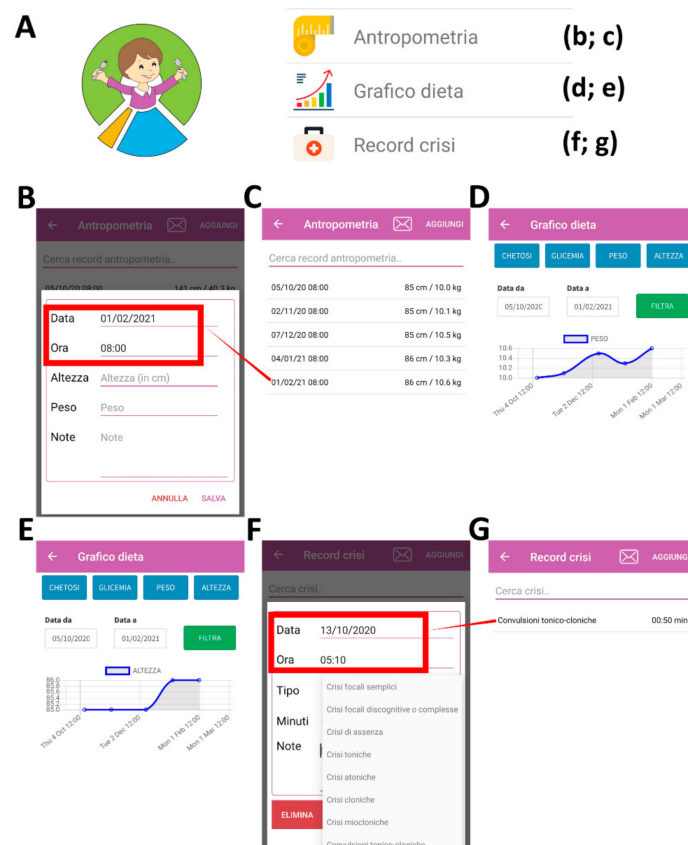 A
Antropometria (b; c)
Grafico dieta (d; e)
Record crisi (f; g)
B
Antropometria AGGIUNGI
Cerca record antropometria..
05/10/20 08:00 141 cm / 40.3 kg
Data 01/02/2021
Ora 08:00
Altezza Altezza (in cm)
Peso Peso
Note Note
ANNULLA SALVA
C
Antropometria AGGIUNGI
Cerca record antropometria..
05/10/20 08:00 85 cm / 10.0 kg
02/11/20 08:00 85 cm / 10.1 kg
07/12/20 08:00 85 cm / 10.5 kg
04/01/21 08:00 86 cm / 10.3 kg
01/02/21 08:00 86 cm / 10.6 kg
D
Grafico dieta
CHETOSI GLICEMIA PESO ALTEZZA
Data da Data a
05/10/2020 01/02/2021 FILTRA
PESO
10.6
10.4
10.2
10.0
Thu 4 Oct 12:00 Tue 2 Dec 12:00 Mon 1 Feb 12:00 Mon 1 Mar 12:00
E
Grafico dieta
CHETOSI GLICEMIA PESO ALTEZZA
Data da Data a
05/10/2020 01/02/2021 FILTRA
ALTEZZA
86.0
85.8
85.6
85.4
85.2
85.0
Thu 4 Oct 12:00 Tue 2 Dec 12:00 Mon 1 Feb 12:00 Mon 1 Mar 12:00
F
Record crisi AGGIUNGI
Cerca crisi..
Data 13/10/2020
Ora 05:10
Tipo
Minuti
Note
Crisi focali semplici
Crisi focali discognitive o complesse
Crisi di assenza
Crisi toniche
Crisi atoniche
Crisi cloniche
Crisi miocloniche
Convulsioni tonico-cloniche
ELIMINA
G
Record crisi AGGIUNG
Cerca crisi..
Convulsioni tonico-cloniche 00:50 min